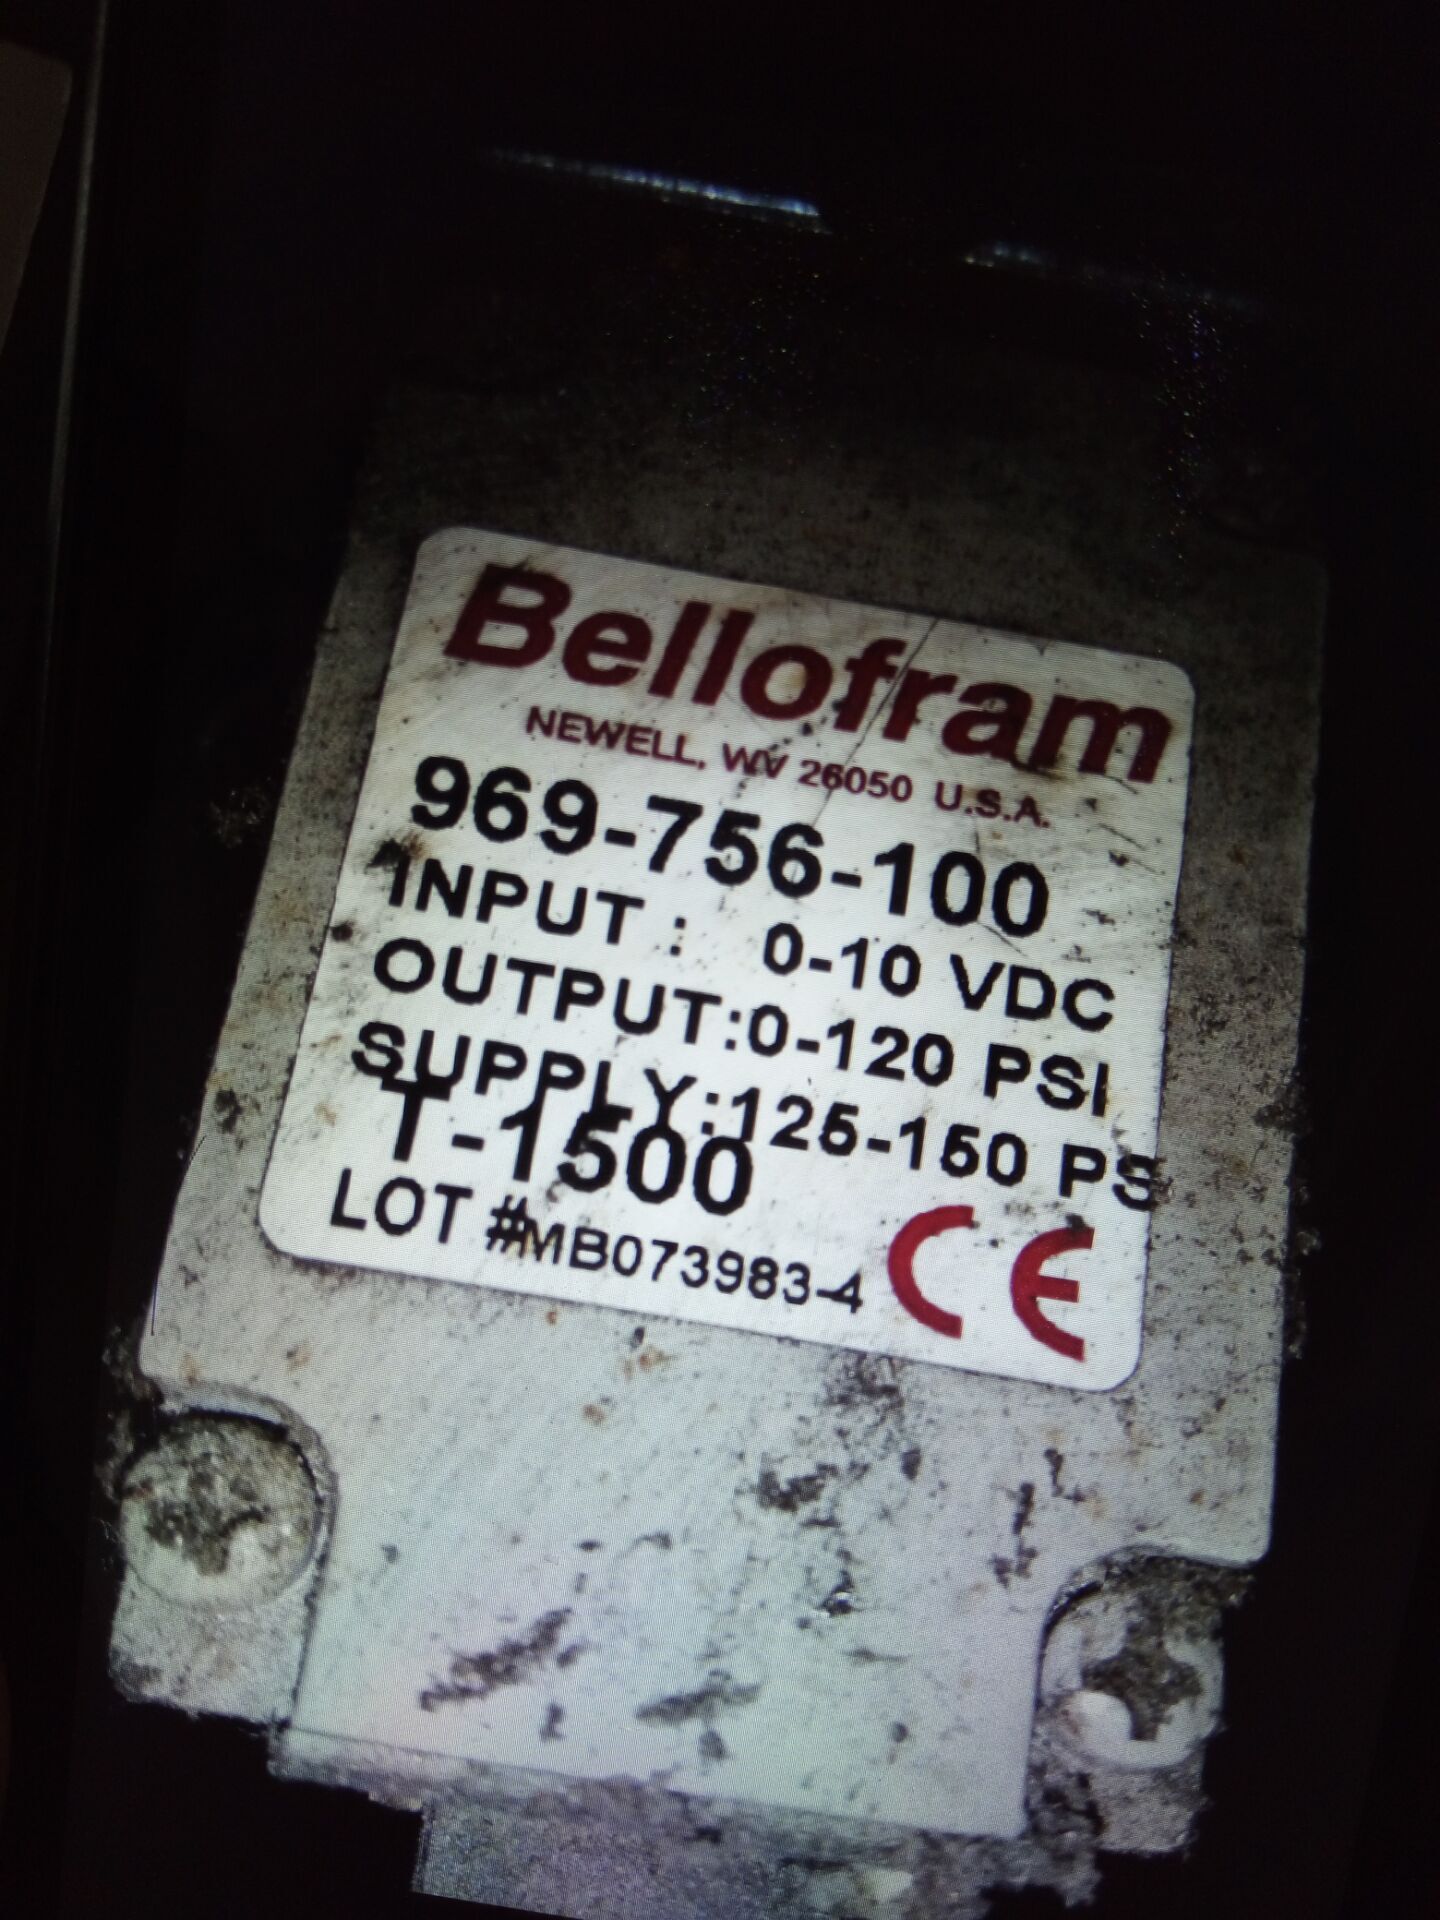 Bellofram
NEWELL, WV 26050 U.S.A.
969-756-100
INPUT : 0-10 VDC
OUTPUT:0-120 PSI
SUPPLY:125-150 PS
T-1500
LOT #MB073983-4
CE